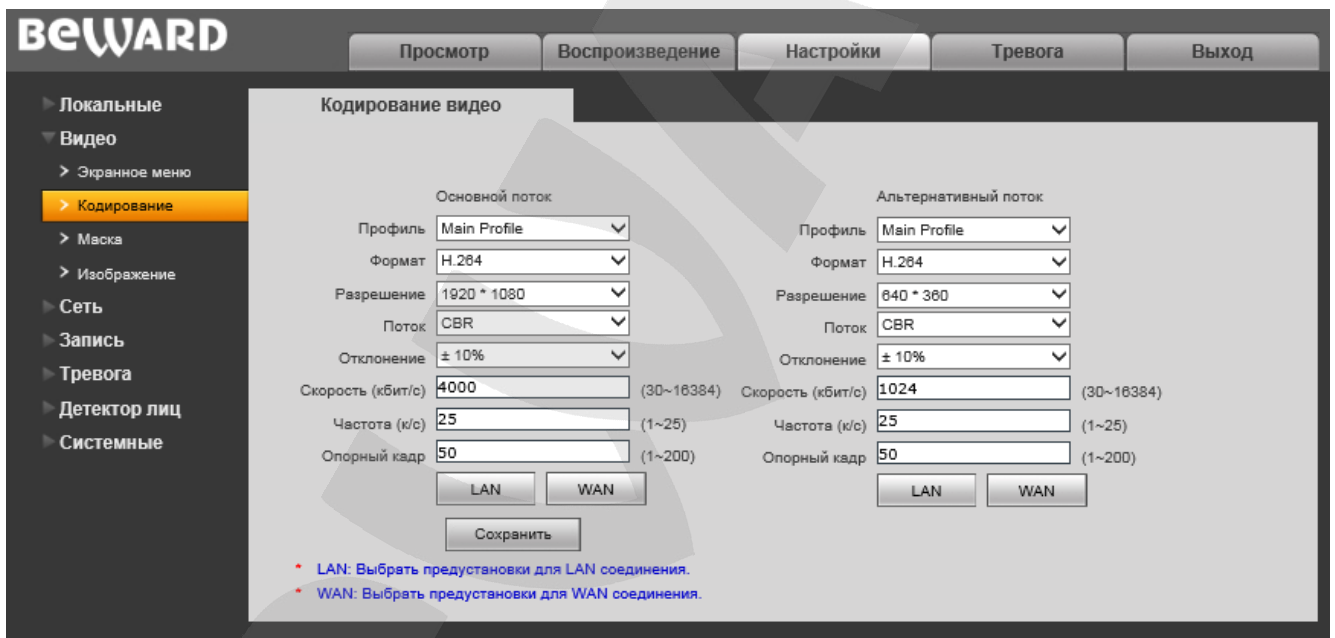 BEWARD
Просмотр Воспроизведение Настройки Тревога Выход
Локальные
Видео
> Экранное меню
> Кодирование
> Маска
> Изображение
Сеть
Запись
Тревога
Детектор лиц
Системные
Кодирование видео
Основной поток
Профиль Main Profile
Формат H.264
Разрешение 1920 * 1080
Поток CBR
Отклонение ± 10%
Скорость (кбит/с) 4000 (30~16384)
Частота (к/с) 25 (1~25)
Опорный кадр 50 (1~200)
LAN WAN
Альтернативный поток
Профиль Main Profile
Формат H.264
Разрешение 640 * 360
Поток CBR
Отклонение ± 10%
Скорость (кбит/с) 1024 (30~16384)
Частота (к/с) 25 (1~25)
Опорный кадр 50 (1~200)
LAN WAN
Сохранить
* LAN: Выбрать предустановки для LAN соединения.
* WAN: Выбрать предустановки для WAN соединения.